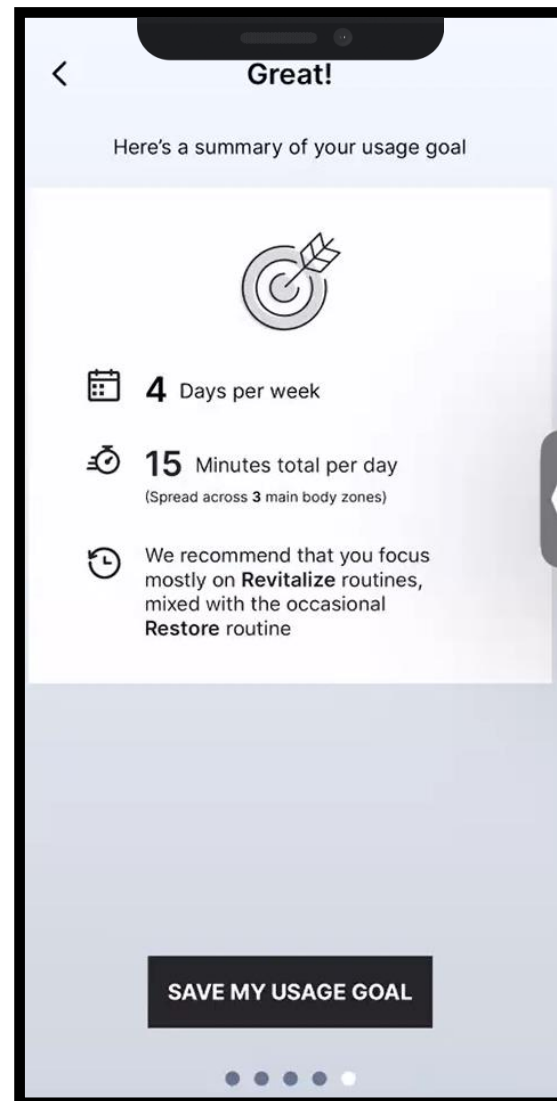 Great!
Here's a summary of your usage goal
4 Days per week
15 Minutes total per day
(Spread across 3 main body zones)
We recommend that you focus
mostly on Revitalize routines,
mixed with the occasional
Restore routine
SAVE MY USAGE GOAL